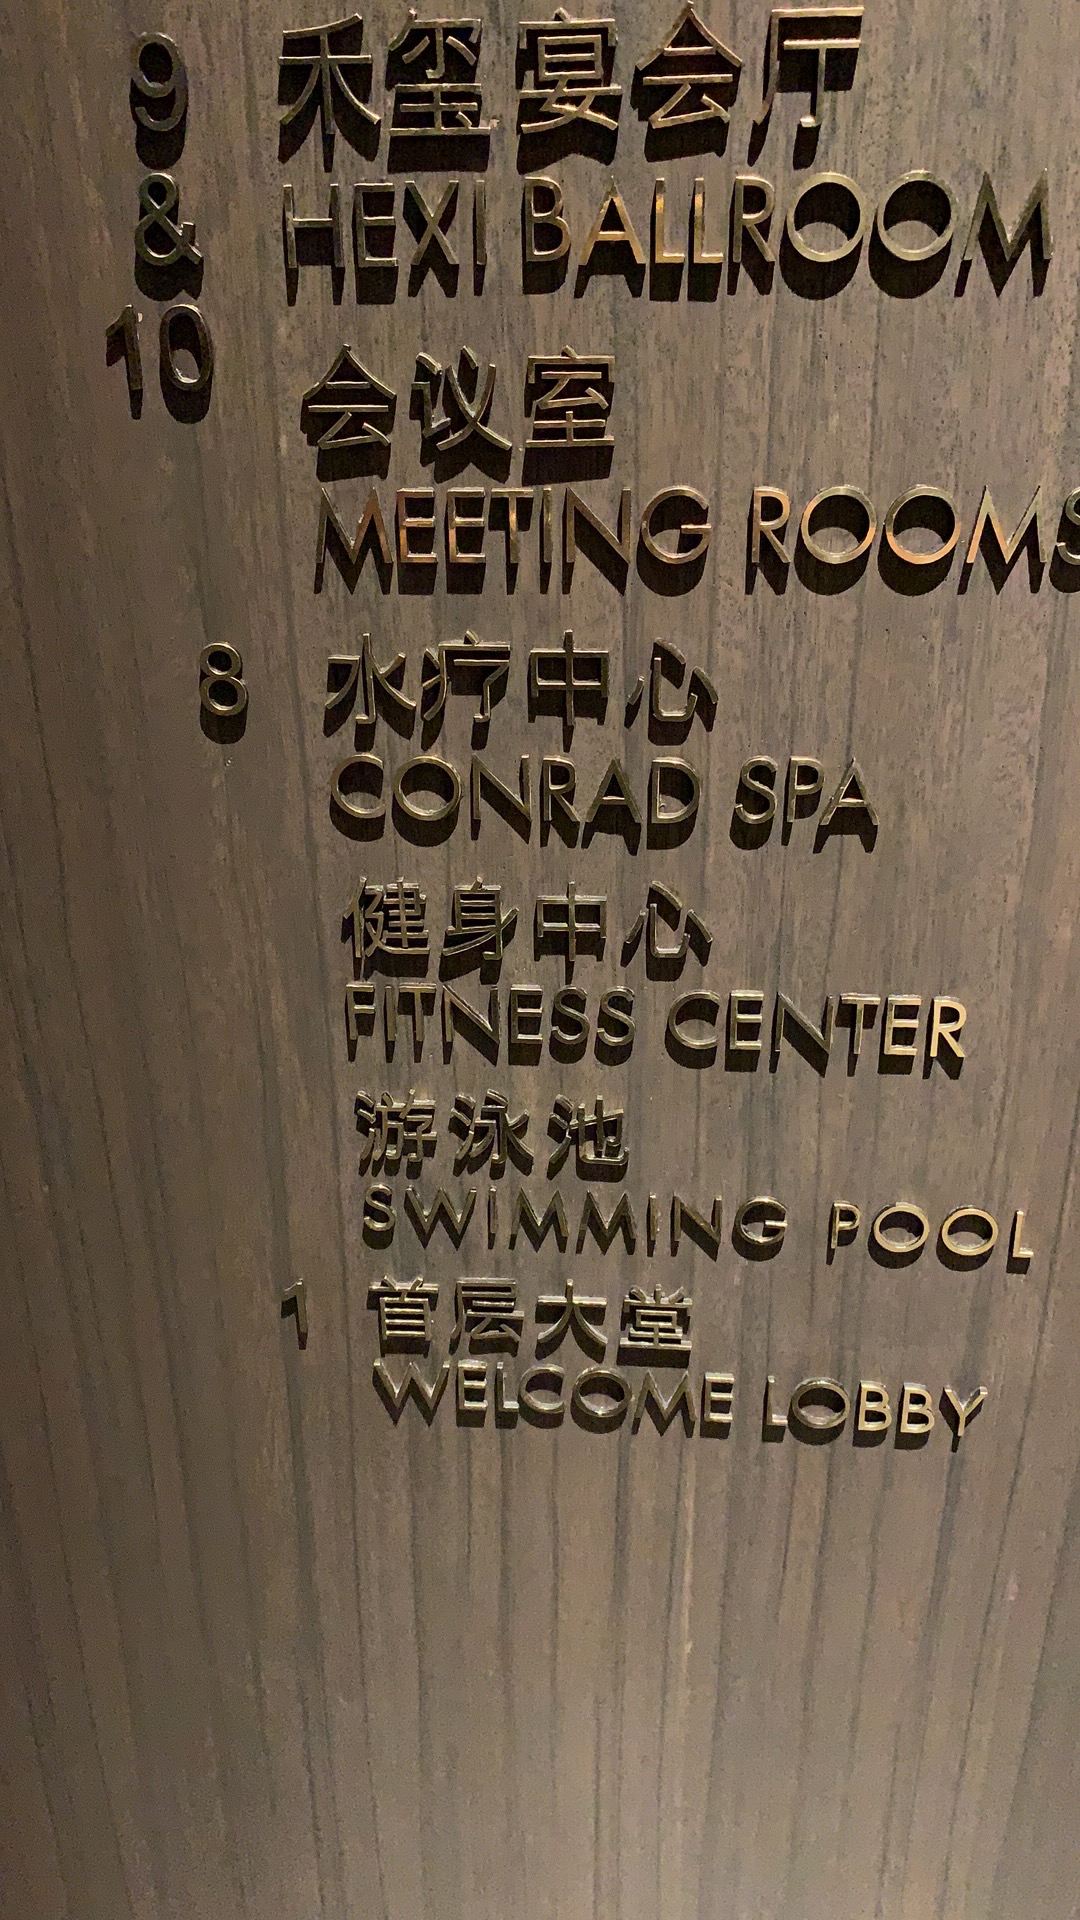 9 禾玺宴会厅
& HEXI BALLROOM
10
会议室
MEETING ROOMS
8 水疗中心
CONRAD SPA
健身中心
FITNESS CENTER
游泳池
SWIMMING POOL
1 首层大堂
WELCOME LOBBY